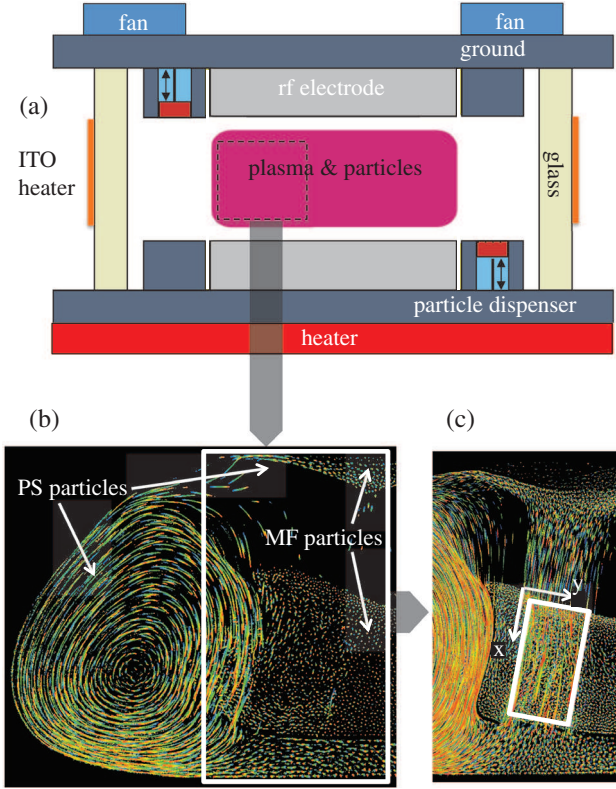 fan
fan
ground
(a)
rf electrode
ITO
heater
plasma & particles
glass
particle dispenser
heater
(b)
(c)
PS particles
MF particles
y
x